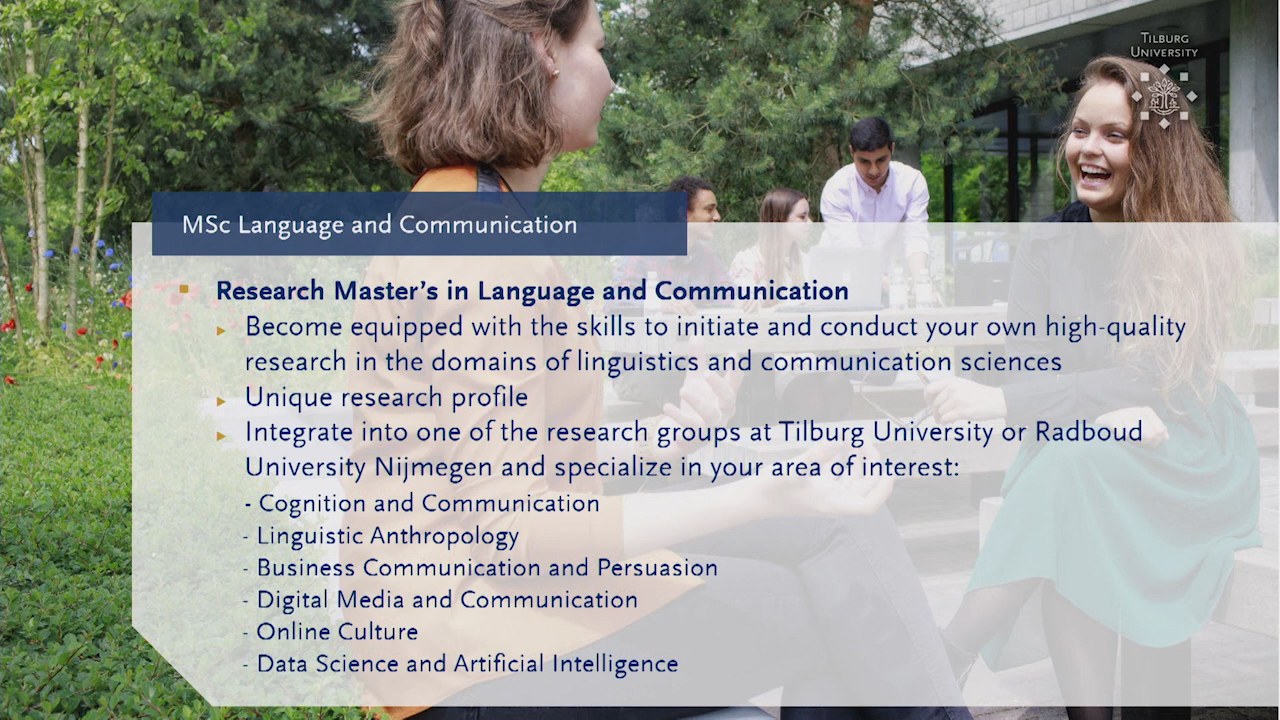 TILBURG
UNIVERSITY
MSc Language and Communication
Research Master's in Language and Communication
Become equipped with the skills to initiate and conduct your own high-quality
research in the domains of linguistics and communication sciences
Unique research profile
Integrate into one of the research groups at Tilburg University or Radboud
University Nijmegen and specialize in your area of interest:
- Cognition and Communication
- Linguistic Anthropology
- Business Communication and Persuasion
- Digital Media and Communication
- Online Culture
- Data Science and Artificial Intelligence